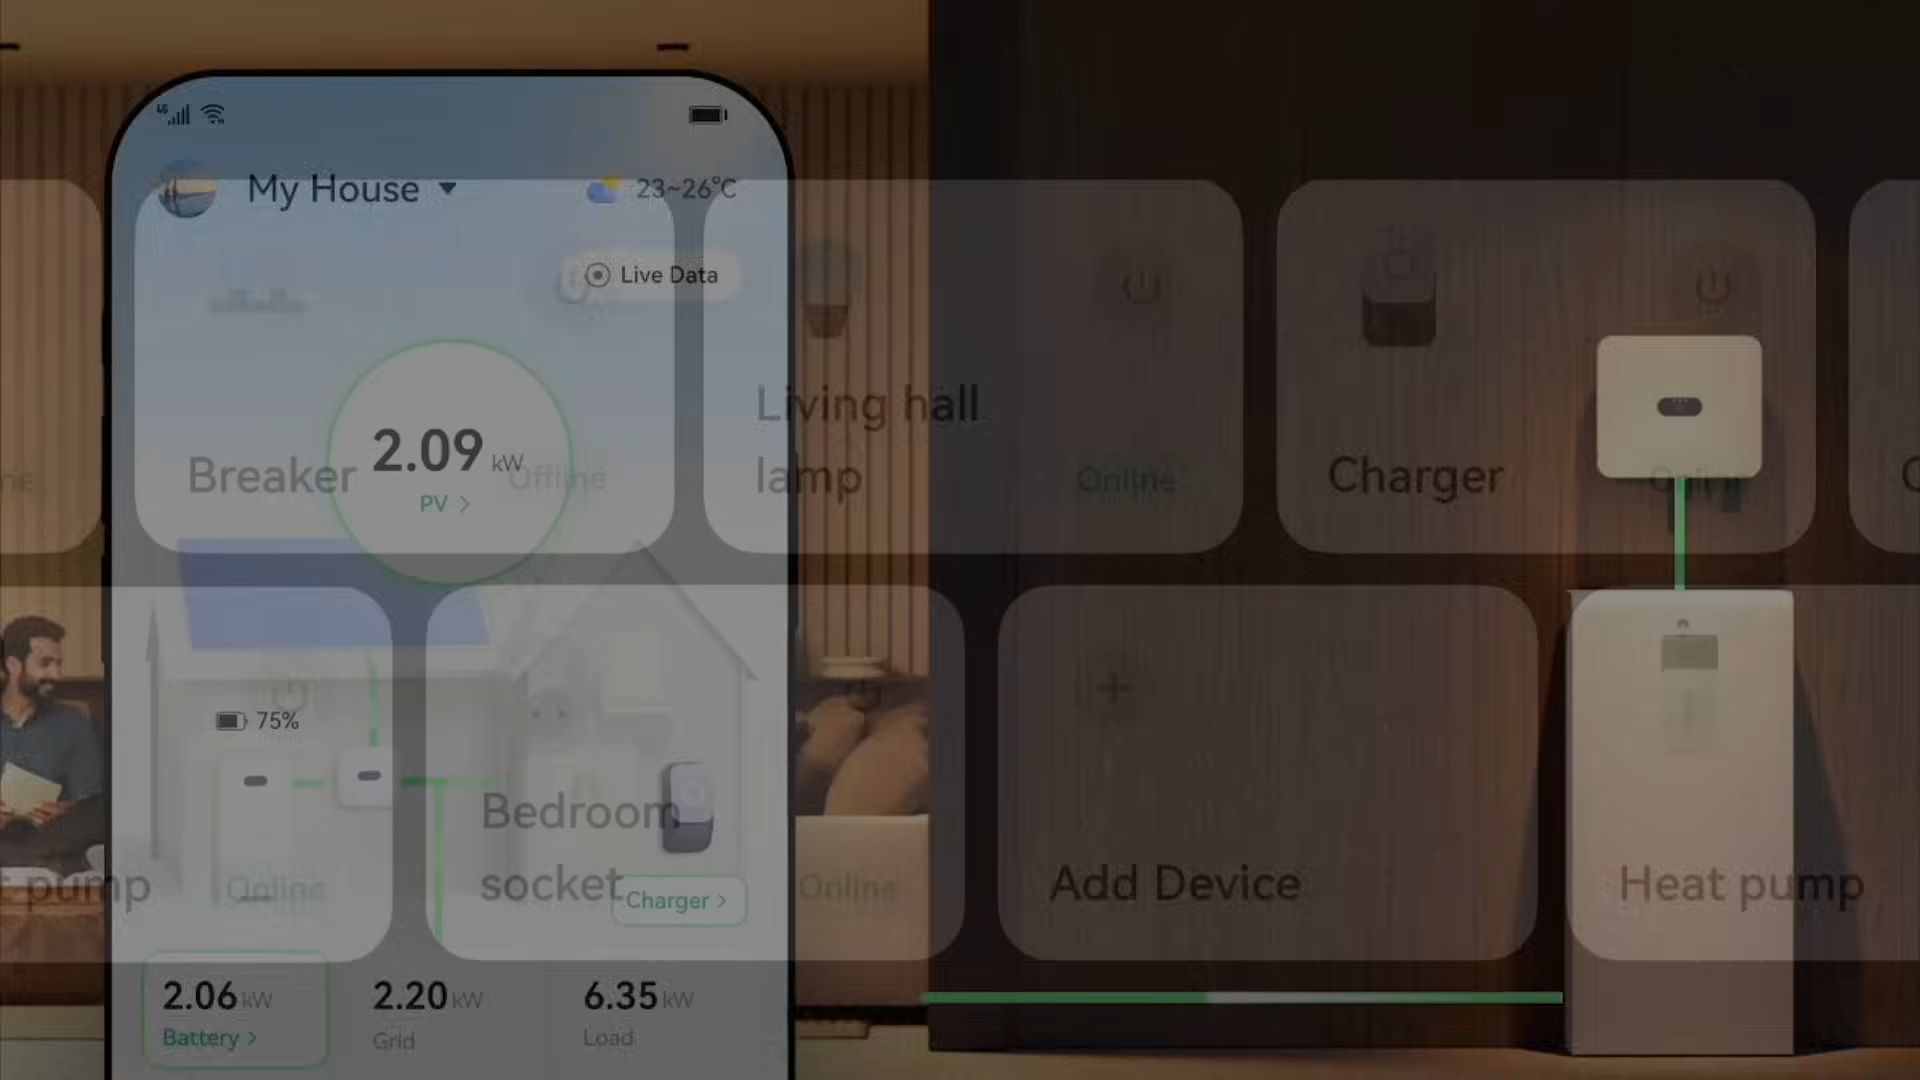 My House
23~26°C
Live Data
2.09 kW
PV >
Breaker
Offline
Living hall
lamp
Online
Charger
Online
75%
Bedroom
socket
Online
Charger >
Online
pump
Add Device
Heat pump
2.06 kW
Battery >
2.20 kW
Grid
6.35 kW
Load